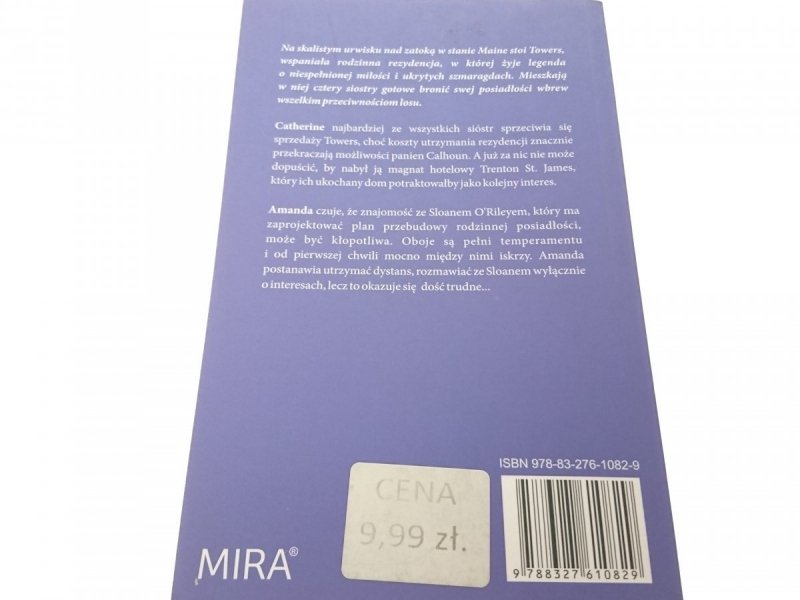 Na skalistym urwisku nad zatoką w stanie Maine stoi Towers,
wspaniała rodzinna rezydencja, w której żyje legenda
o niespełnionej miłości i ukrytych szmaragdach. Mieszkają
w niej cztery siostry gotowe bronić swej posiadłości wbrew
wszelkim przeciwnościom losu.
Catherine najbardziej ze wszystkich sióstr sprzeciwia się
sprzedaży Towers, choć koszty utrzymania rezydencji znacznie
przekraczają możliwości panien Calhoun. A już za nic nie może
dopuścić, by nabył ją magnat hotelowy Trenton St. James,
który ich ukochany dom potraktowałby jako kolejny interes.
Amanda czuje, że znajomość ze Sloanem O'Rileyem, który ma
zaprojektować plan przebudowy rodzinnej posiadłości,
może być kłopotliwa. Oboje są pełni temperamentu
i od pierwszej chwili mocno między nimi iskrzy. Amanda
postanawia utrzymać dystans, rozmawiać ze Sloanem wyłącznie
o interesach, lecz to okazuje się dość trudne...
ISBN 978-83-276-1082-9
CENA
9,99 zł.
MIRA®
9 788327 610829